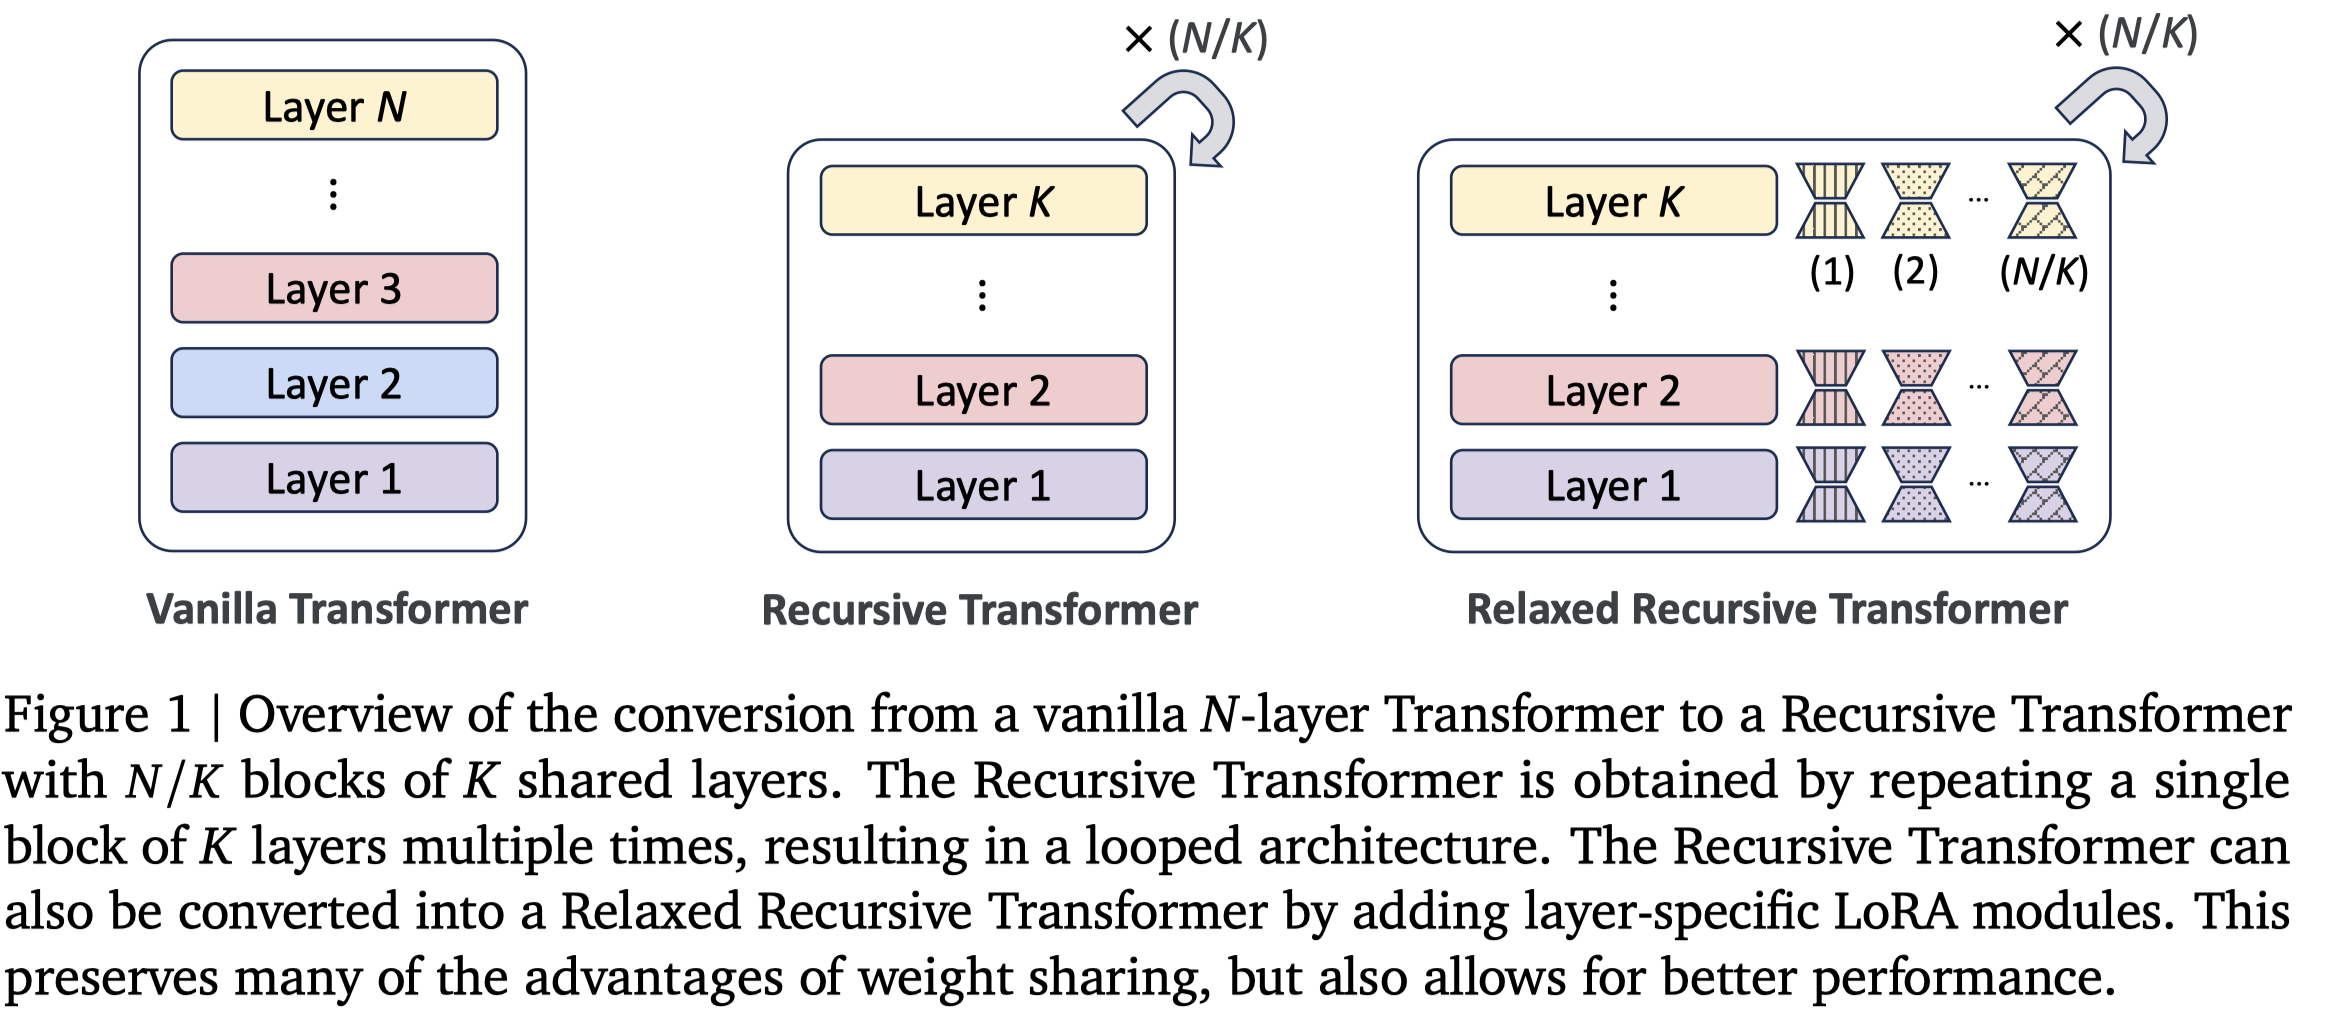 Layer N
⋮
Layer 3
Layer 2
Layer 1
Vanilla Transformer
× (N/K)
Layer K
⋮
Layer 2
Layer 1
Recursive Transformer
× (N/K)
Layer K ...
(1) (2) (N/K)
⋮
Layer 2 ...
Layer 1 ...
Relaxed Recursive Transformer
Figure 1 | Overview of the conversion from a vanilla N-layer Transformer to a Recursive Transformer
with N/K blocks of K shared layers. The Recursive Transformer is obtained by repeating a single
block of K layers multiple times, resulting in a looped architecture. The Recursive Transformer can
also be converted into a Relaxed Recursive Transformer by adding layer-specific LoRA modules. This
preserves many of the advantages of weight sharing, but also allows for better performance.